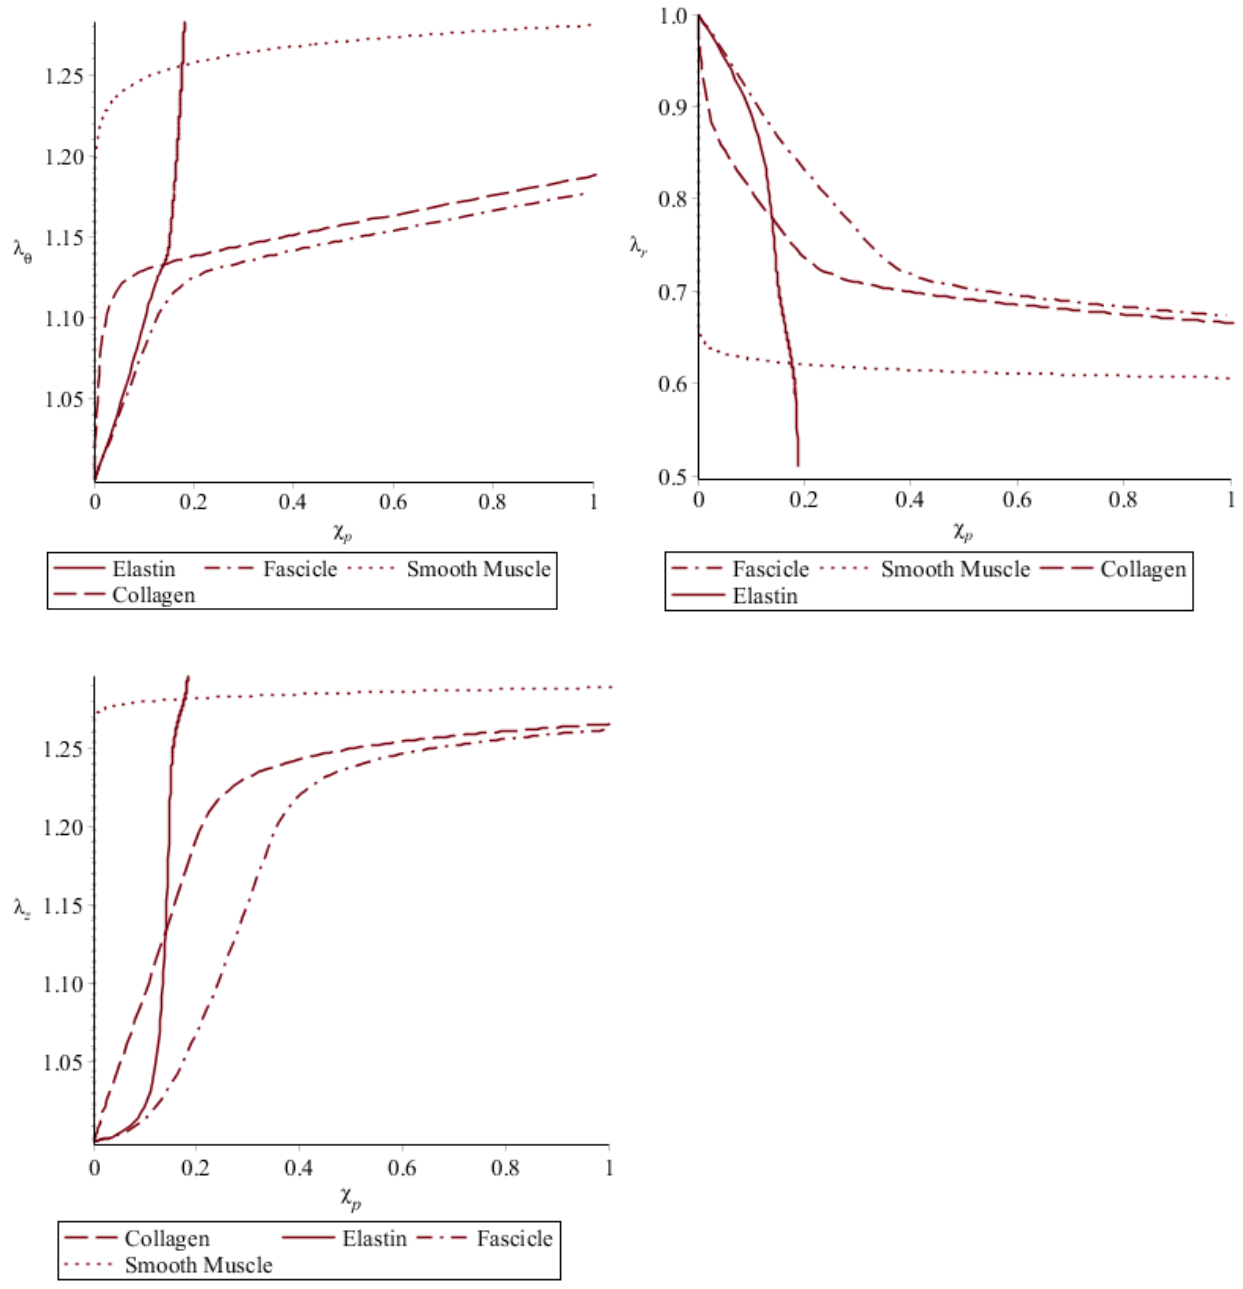 1.25
1.20
1.15
λθ
1.10
1.05
0 0.2 0.4 0.6 0.8 1
χp
Elastin Fascicle Smooth Muscle
Collagen
1.0
0.9
0.8
λr
0.7
0.6
0.5
0 0.2 0.4 0.6 0.8 1
χp
Fascicle Smooth Muscle Collagen
Elastin
1.25
1.20
λz 1.15
1.10
1.05
0 0.2 0.4 0.6 0.8 1
χp
Collagen Elastin Fascicle
Smooth Muscle